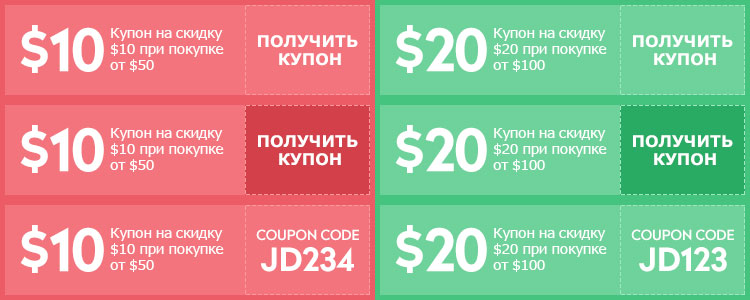 $10
Купон на скидку
$10 при покупке
от $50
ПОЛУЧИТЬ
КУПОН
$20
Купон на скидку
$20 при покупке
от $100
ПОЛУЧИТЬ
КУПОН
$10
Купон на скидку
$10 при покупке
от $50
ПОЛУЧИТЬ
КУПОН
$20
Купон на скидку
$20 при покупке
от $100
ПОЛУЧИТЬ
КУПОН
$10
Купон на скидку
$10 при покупке
от $50
COUPON CODE
JD234
$20
Купон на скидку
$20 при покупке
от $100
COUPON CODE
JD123